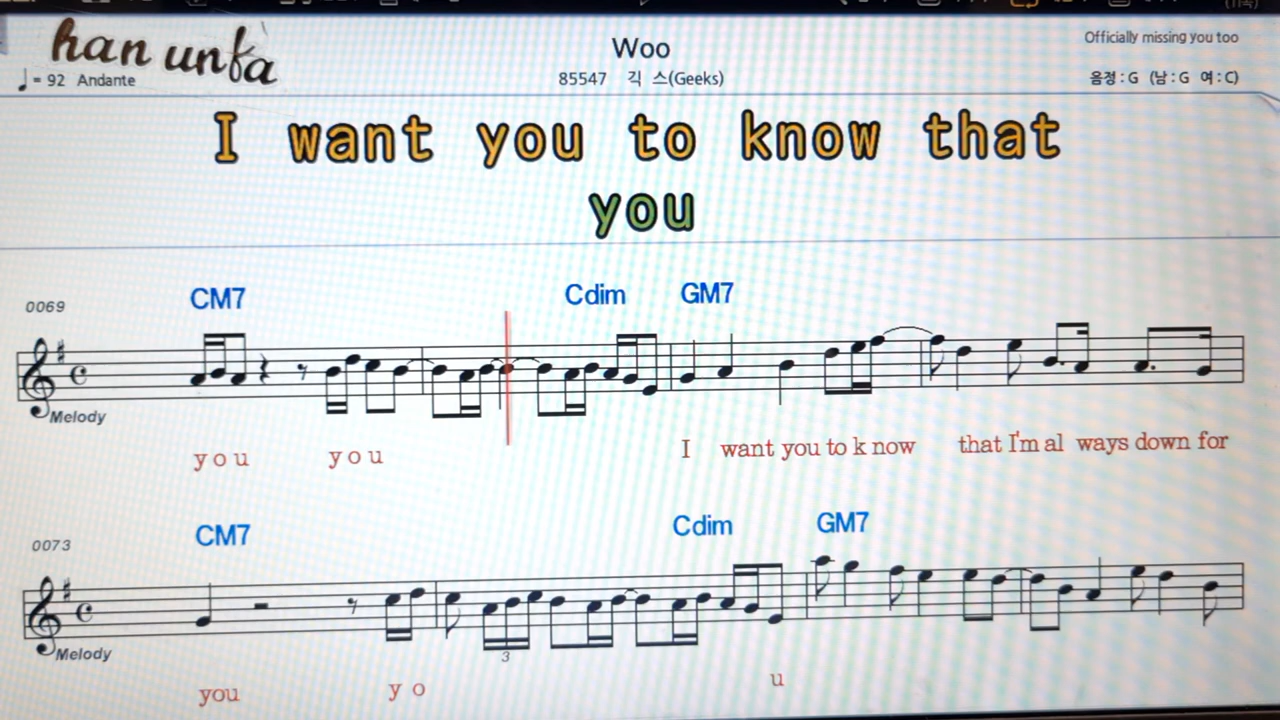 han unfa
♩= 92 Andante
Woo
85547 긱 스(Geeks)
Officially missing you too
음정 : G (남 : G 여 : C)
I want you to know that
you
0069
CM7 Cdim GM7
Melody
y o u y o u I want you to k now that I'm al ways down for
0073
CM7 Cdim GM7
3
Melody
you y o u